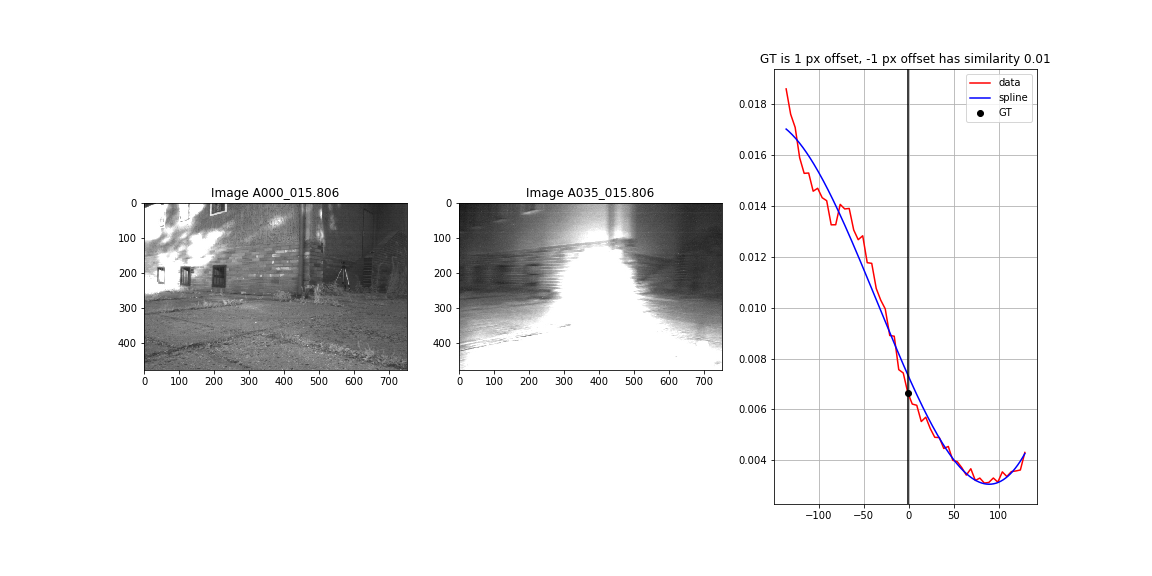 Image A000_015.806
0
100
200
300
400
0 100 200 300 400 500 600 700
Image A035_015.806
0
100
200
300
400
0 100 200 300 400 500 600 700
GT is 1 px offset, -1 px offset has similarity 0.01
data
spline
GT
0.018
0.016
0.014
0.012
0.010
0.008
0.006
0.004
−100 −50 0 50 100